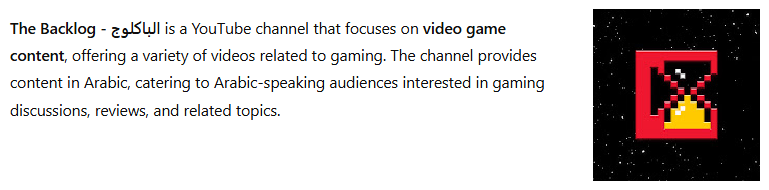 The Backlog - الباكلوج is a YouTube channel that focuses on video game
content, offering a variety of videos related to gaming. The channel provides
content in Arabic, catering to Arabic-speaking audiences interested in gaming
discussions, reviews, and related topics.